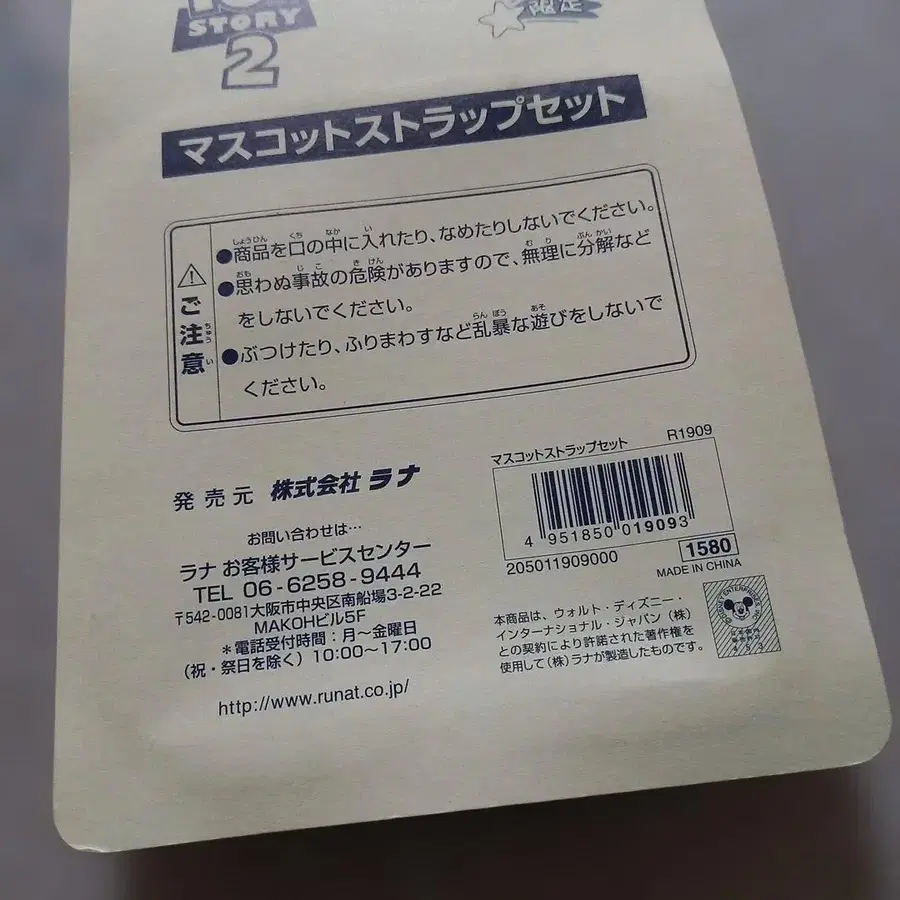 STORY
2
限定
マスコットストラップセット
ご注意
●商品を口の中に入れたり、なめたりしないでください。
●思わぬ事故の危険がありますので、無理に分解など
をしないでください。
●ぶつけたり、ふりまわすなど乱暴な遊びをしないで
ください。
発売元 株式会社 ラナ
お問い合わせは…
ラナ お客様サービスセンター
TEL 06-6258-9444
〒542-0081大阪市中央区南船場3-2-22
MAKOHビル5F
*電話受付時間：月〜金曜日
(祝・祭日を除く) 10:00〜17:00
http://www.runat.co.jp/
マスコットストラップセット R1909
4 951850 019093
205011909000 1580
MADE IN CHINA
本商品は、ウォルト・ディズニー・
インターナショナル・ジャパン(株)
との契約により許諾された著作権を
使用して(株)ラナが製造したものです。